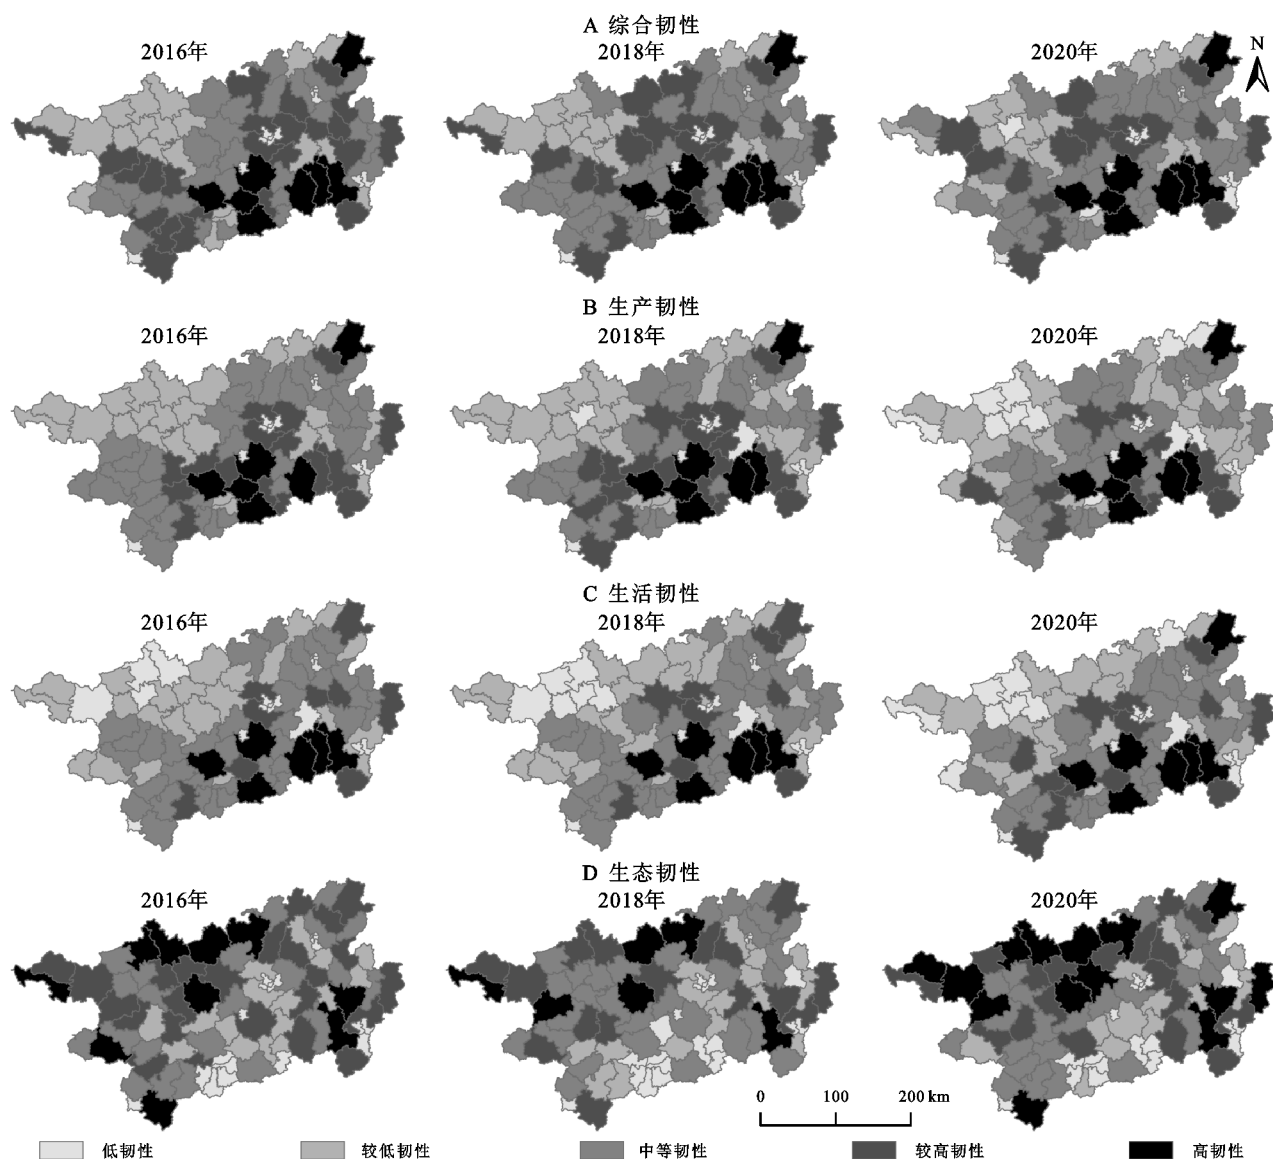 A 综合韧性
2016年
2018年
2020年
N
B 生产韧性
2016年
2018年
2020年
C 生活韧性
2016年
2018年
2020年
D 生态韧性
2016年
2018年
2020年
0 100 200 km
低韧性 较低韧性 中等韧性 较高韧性 高韧性